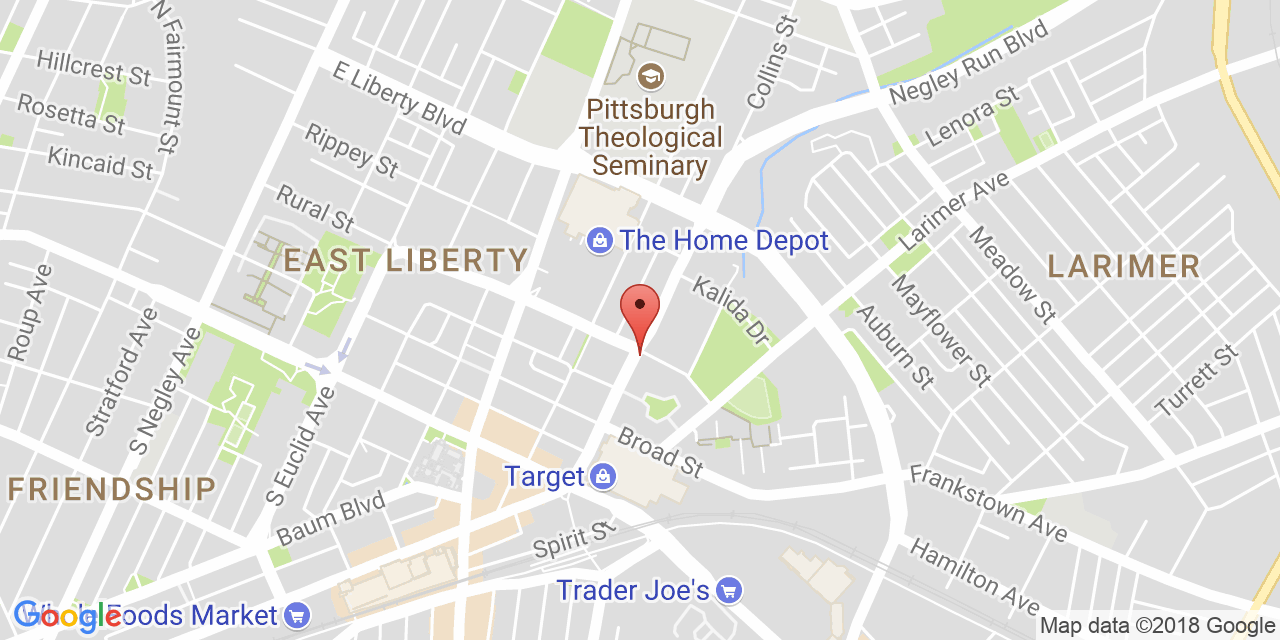 N Fairmount St
Hillcrest St
Rosetta St
Kincaid St
E Liberty Blvd
Rippey St
Rural St
EAST LIBERTY
Pittsburgh
Theological
Seminary
Collins St
Negley Run Blvd
Lenora St
Larimer Ave
The Home Depot
LARIMER
Meadow St
Kalida Dr
Mayflower St
Auburn St
Turrett St
Roup Ave
Stratford Ave
S Negley Ave
S Euclid Ave
FRIENDSHIP
Broad St
Target
Baum Blvd
Spirit St
Frankstown Ave
Hamilton Ave
Trader Joe's
Foods Market
Google
Map data ©2018 Google